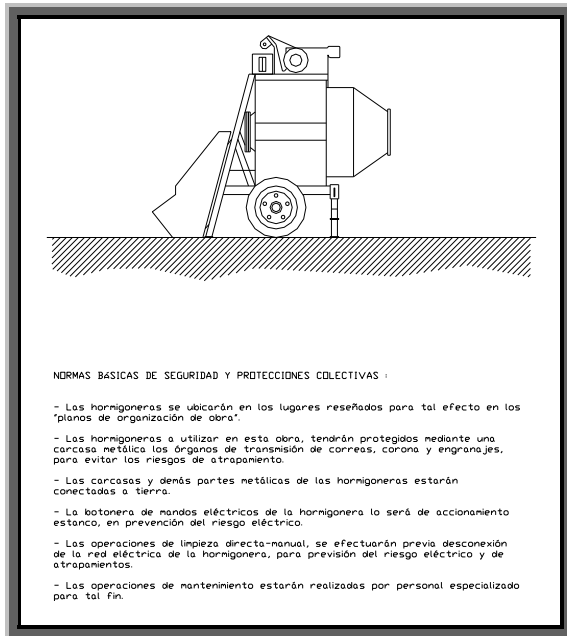 NORMAS BáSICAS DE SEGURIDAD Y PROTECCIONES COLECTIVAS :
- Las hormigoneras se ubicarán en los lugares reseñados para tal efecto en los
"planos de organización de obra".
- Las hormigoneras a utilizar en esta obra, tendrán protegidos mediante una
carcasa metálica los órganos de transmisión de correas, corona y engranajes,
para evitar los riesgos de atrapamiento.
- Las carcasas y demás partes metálicas de las hormigoneras estarán
conectadas a tierra.
- La botonera de mandos eléctricos de la hormigonera lo será de accionamiento
estanco, en prevención del riesgo eléctrico.
- Las operaciones de limpieza directa-manual, se efectuarán previa desconexión
de la red eléctrica de la hormigonera, para previsión del riesgo eléctrico y de
atrapamientos.
- Las operaciones de mantenimiento estarán realizadas por personal especializado
para tal fin.